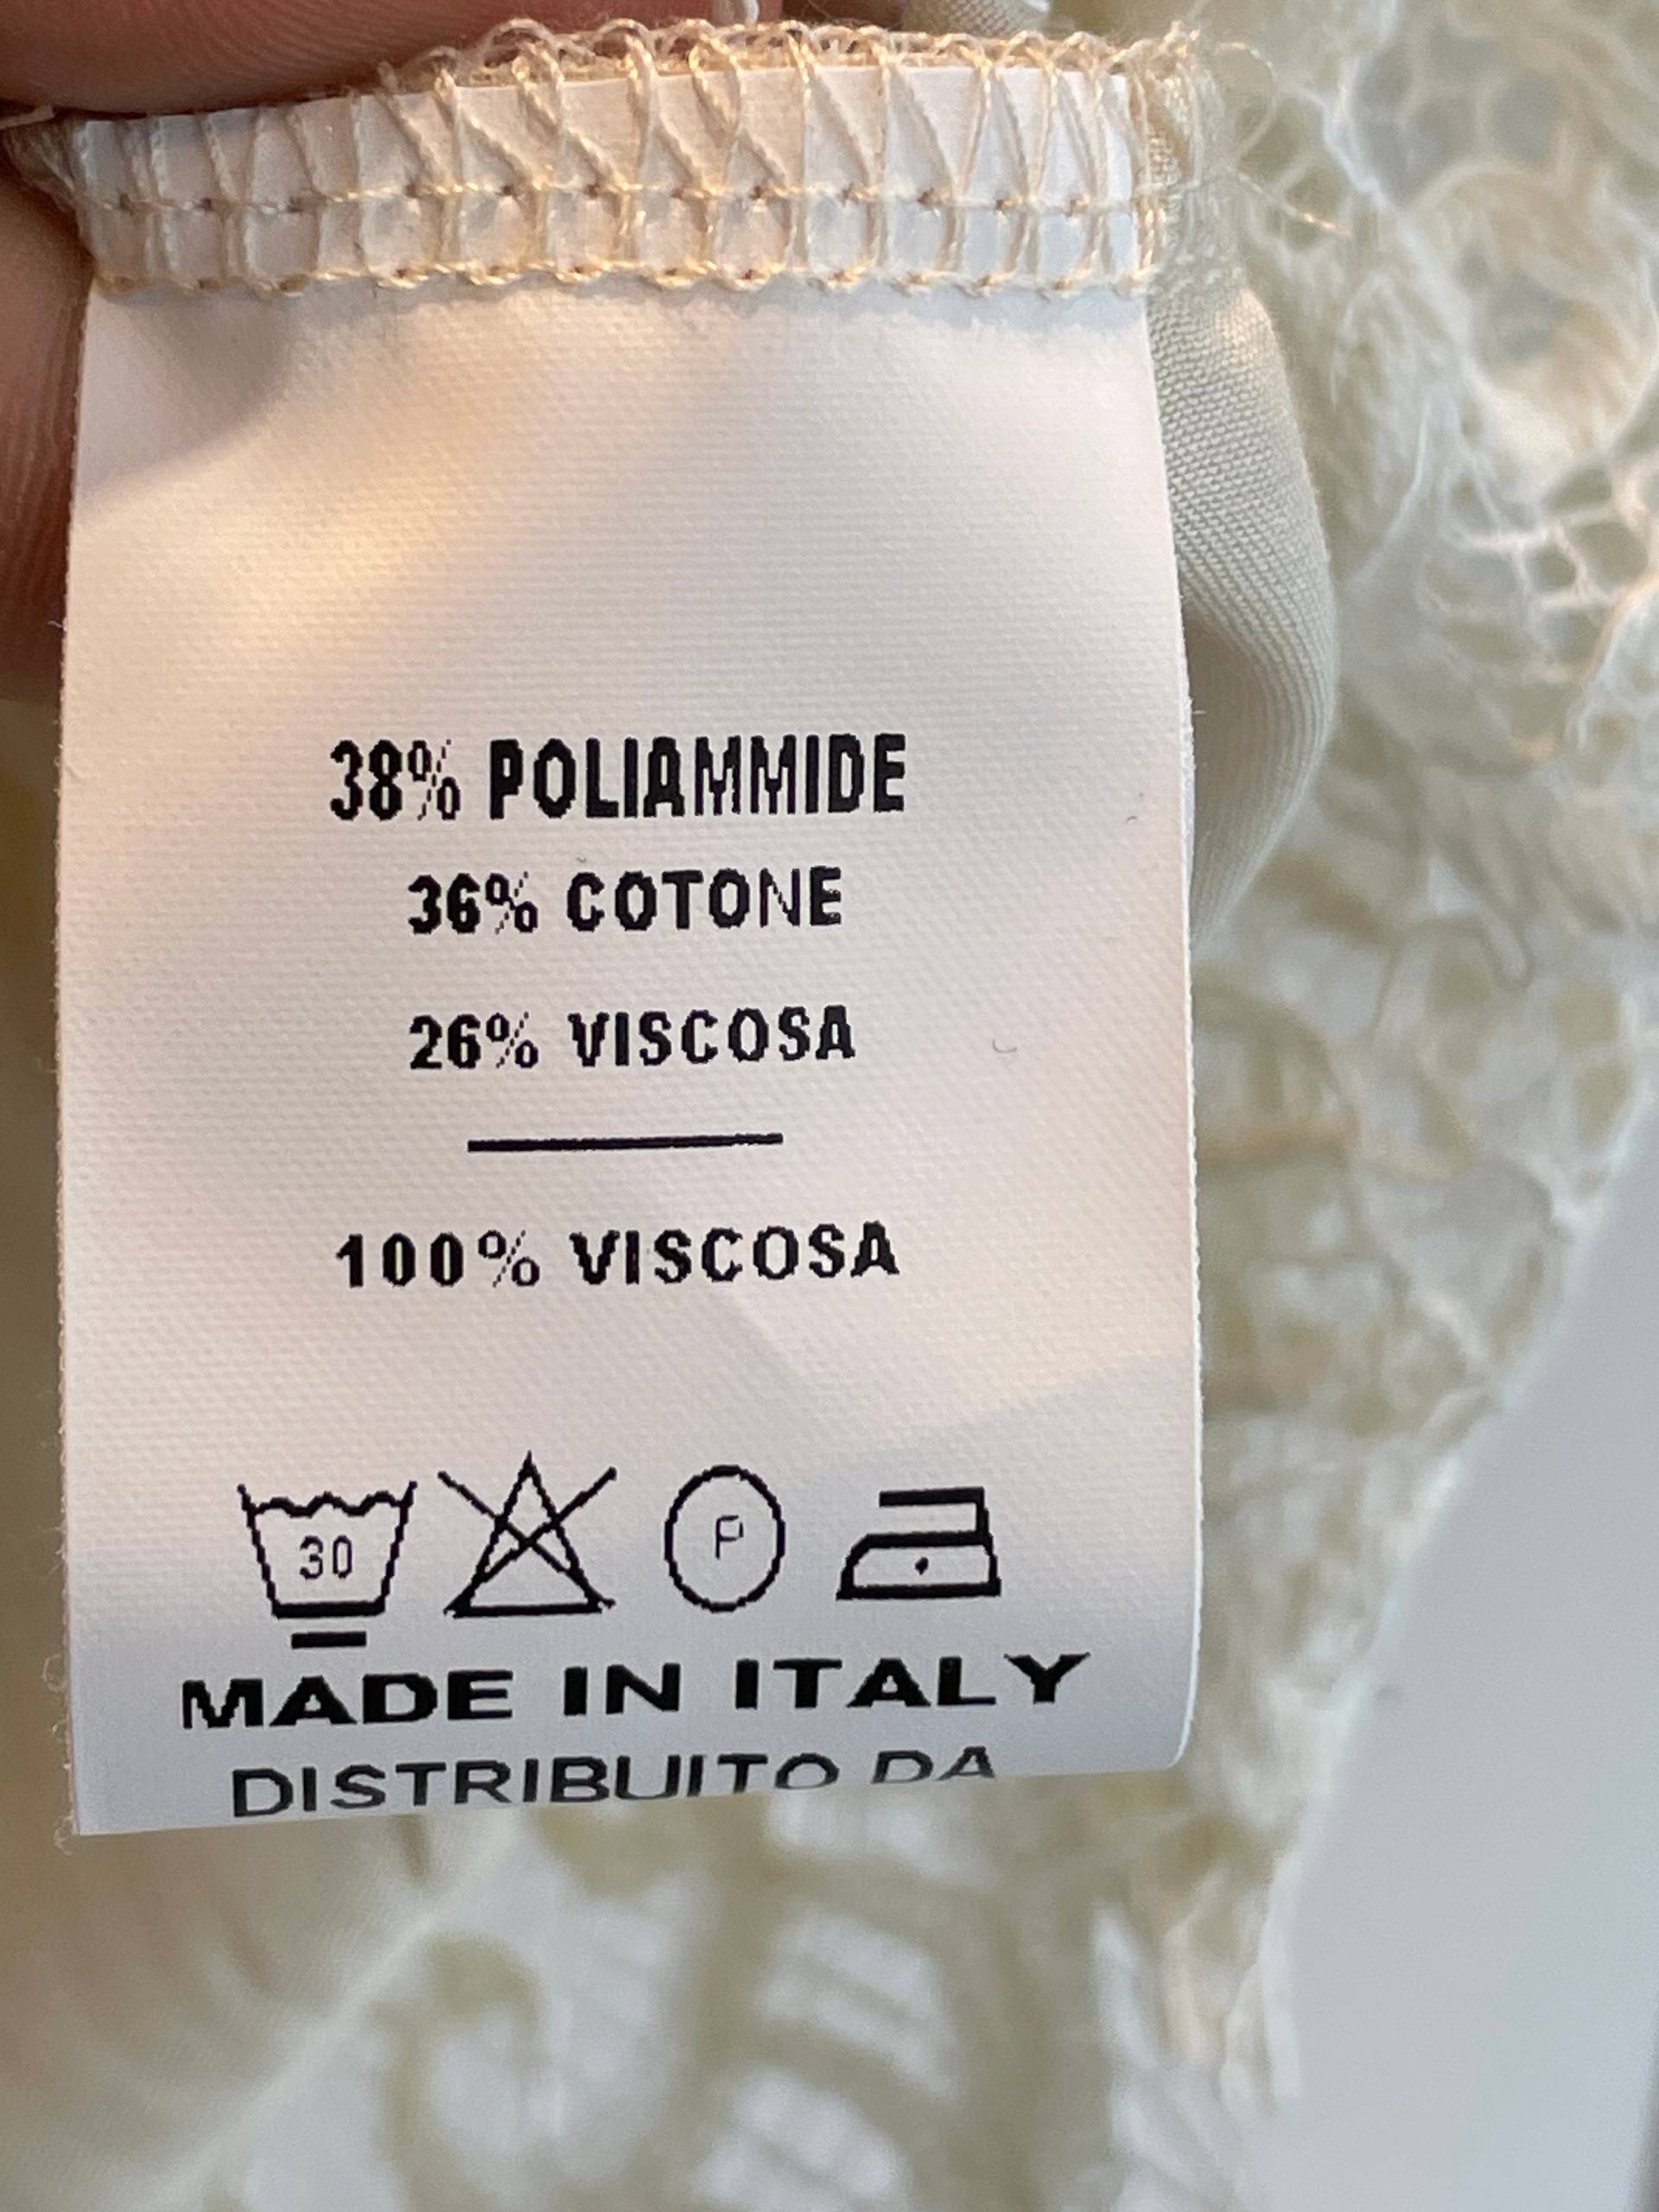 38% POLIAMMIDE
36% COTONE
26% VISCOSA
100% VISCOSA
30
P
MADE IN ITALY
DISTRIBUITO DA